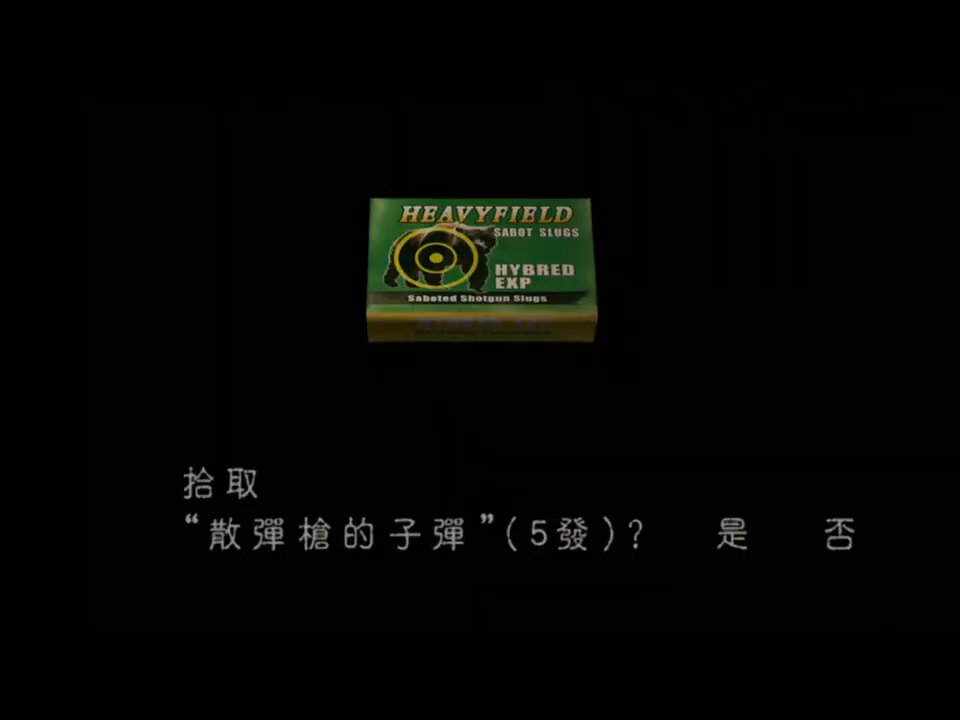 HEAVYFIELD
SABOT SLUGS
HYBRED
EXP
Saboted Shotgun Slugs
拾取
“散彈槍的子彈”(5發)? 是 否